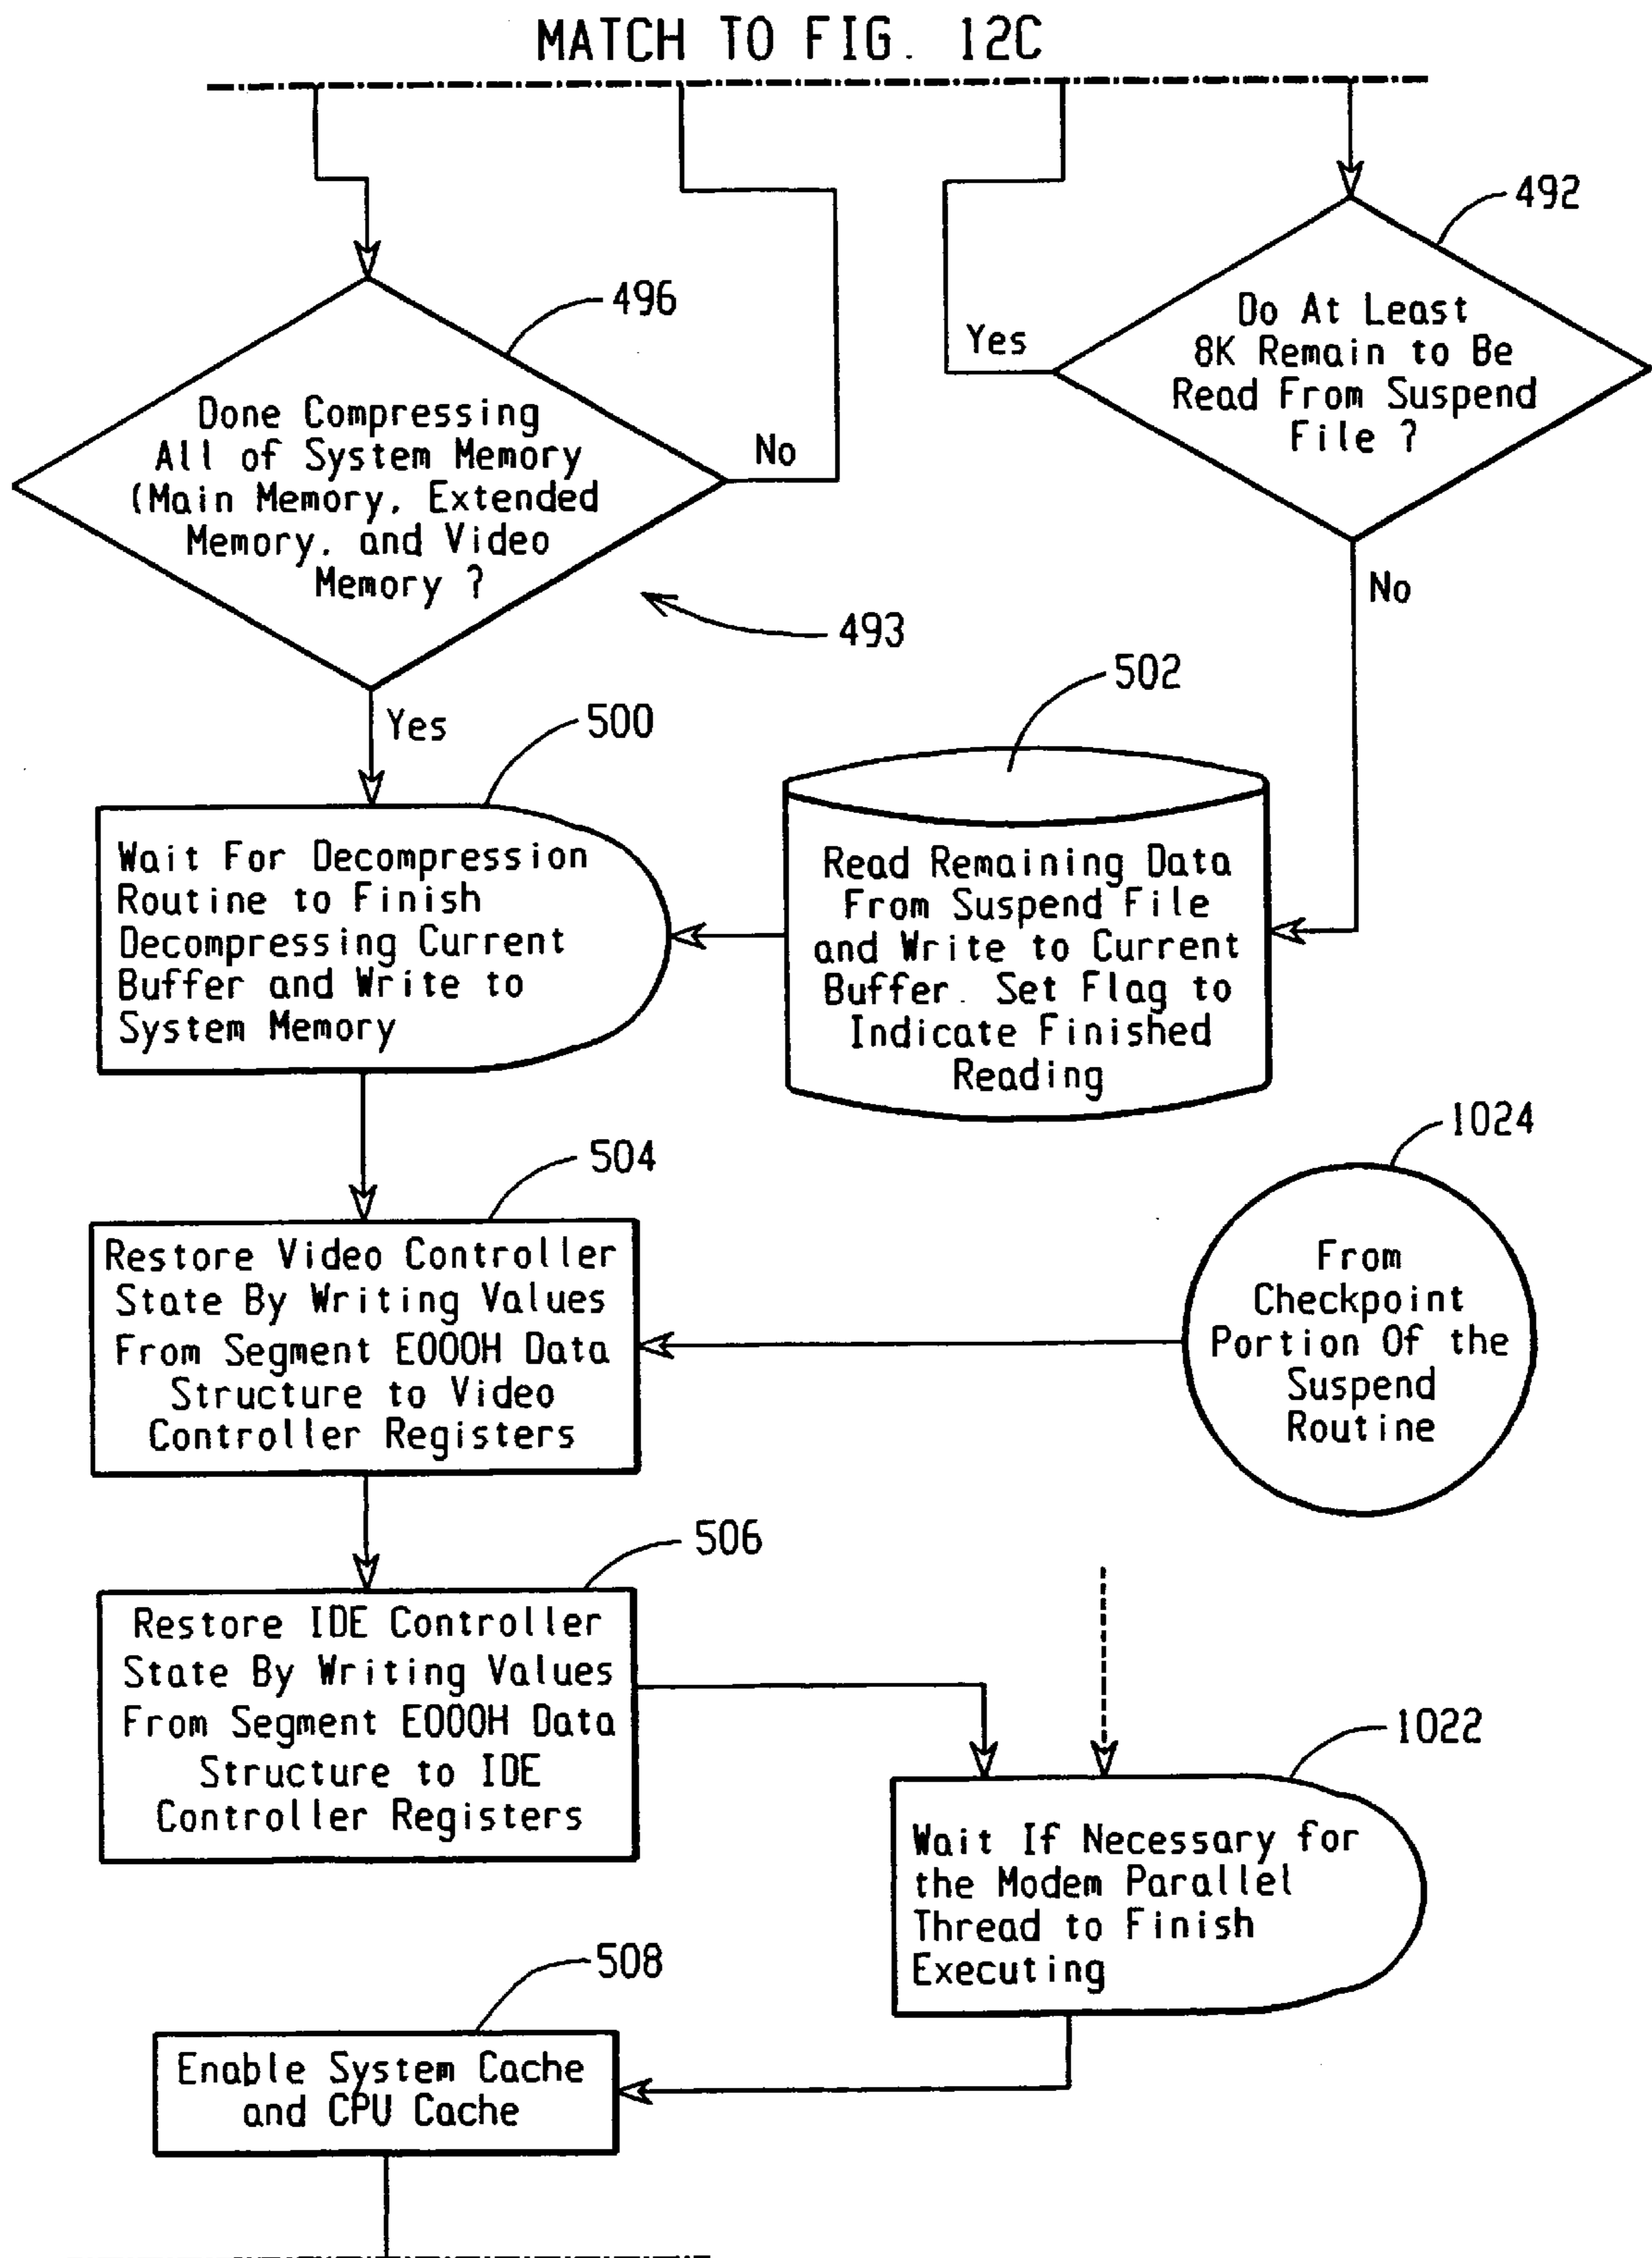 MATCH TO FIG. 12C
492
Do At Least
8K Remain to Be
Read From Suspend
File ?
Yes
No
496
Done Compressing
All of System Memory
(Main Memory, Extended
Memory, and Video
Memory ?
No
Yes
493
500
Wait For Decompression
Routine to Finish
Decompressing Current
Buffer and Write to
System Memory
502
Read Remaining Data
From Suspend File
and Write to Current
Buffer. Set Flag to
Indicate Finished
Reading
504
Restore Video Controller
State By Writing Values
From Segment E000H Data
Structure to Video
Controller Registers
1024
From
Checkpoint
Portion Of the
Suspend
Routine
506
Restore IDE Controller
State By Writing Values
From Segment E000H Data
Structure to IDE
Controller Registers
1022
Wait If Necessary for
the Modem Parallel
Thread to Finish
Executing
508
Enable System Cache
and CPU Cache